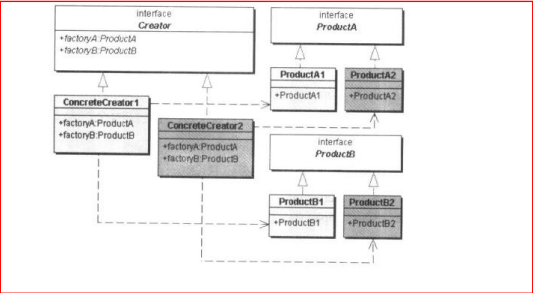 interface
Creator
+factoryA:ProductA
+factoryB:ProductB
interface
ProductA
ProductA1
+ProductA1
ProductA2
+ProductA2
ConcreteCreator1
+factoryA:ProductA
+factoryB:ProductB
ConcreteCreator2
+factoryA:ProductA
+factoryB:ProductB
interface
ProductB
ProductB1
+ProductB1
ProductB2
+ProductB2